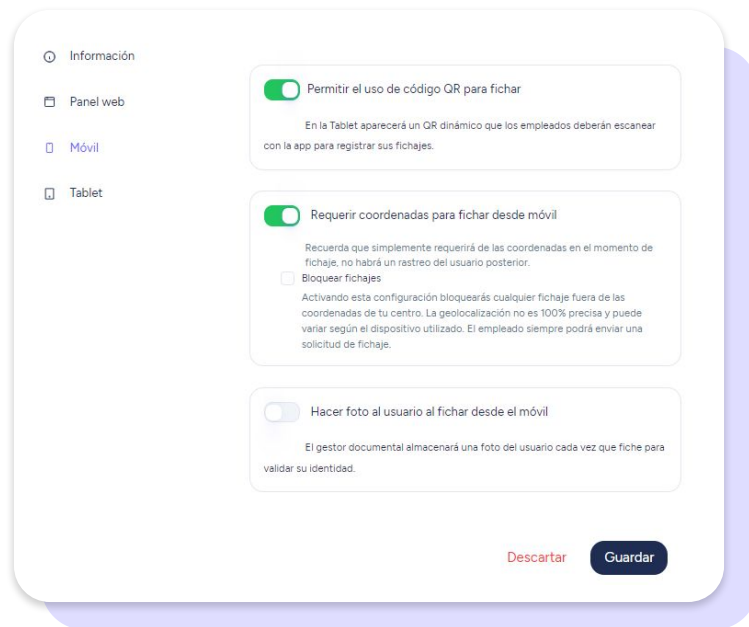 Información
Panel web
Móvil
Tablet
Permitir el uso de código QR para fichar
En la Tablet aparecerá un QR dinámico que los empleados deberán escanear
con la app para registrar sus fichajes.
Requerir coordenadas para fichar desde móvil
Recuerda que simplemente requerirá de las coordenadas en el momento de
fichaje, no habrá un rastreo del usuario posterior.
Bloquear fichajes
Activando esta configuración bloquearás cualquier fichaje fuera de las
coordenadas de tu centro. La geolocalización no es 100% precisa y puede
variar según el dispositivo utilizado. El empleado siempre podrá enviar una
solicitud de fichaje.
Hacer foto al usuario al fichar desde el móvil
El gestor documental almacenará una foto del usuario cada vez que fiche para
validar su identidad.
Descartar
Guardar